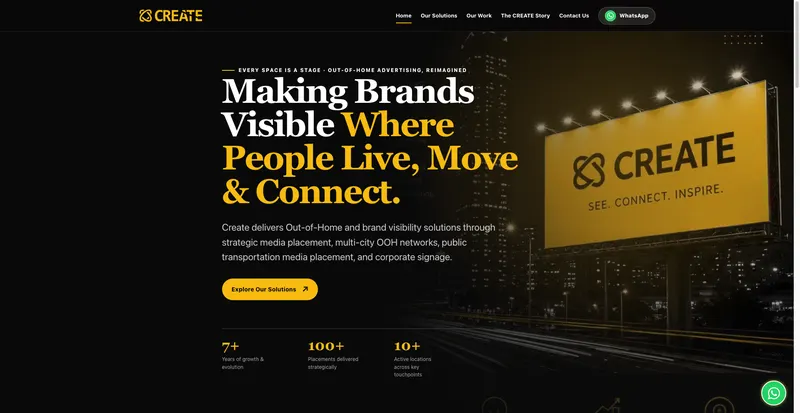 CREATE
Home Our Solutions Our Work The CREATE Story Contact Us WhatsApp
EVERY SPACE IS A STAGE · OUT-OF-HOME ADVERTISING, REIMAGINED
Making Brands
Visible Where
People Live, Move
& Connect.
Create delivers Out-of-Home and brand visibility solutions through
strategic media placement, multi-city OOH networks, public
transportation media placement, and corporate signage.
Explore Our Solutions
7+ 100+ 10+
Years of growth & Placements delivered Active locations
evolution strategically across key
touchpoints
CREATE
SEE. CONNECT. INSPIRE.